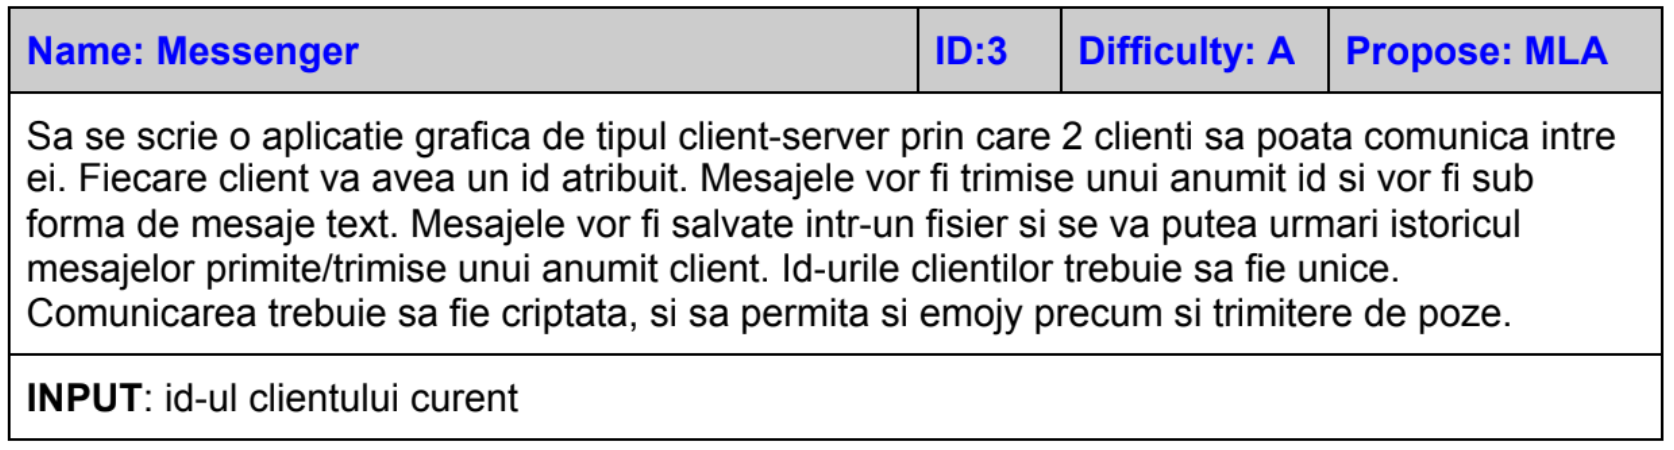 Name: Messenger ID:3 Difficulty: A Propose: MLA
Sa se scrie o aplicatie grafica de tipul client-server prin care 2 clienti sa poata comunica intre
ei. Fiecare client va avea un id atribuit. Mesajele vor fi trimise unui anumit id si vor fi sub
forma de mesaje text. Mesajele vor fi salvate intr-un fisier si se va putea urmari istoricul
mesajelor primite/trimise unui anumit client. Id-urile clientilor trebuie sa fie unice.
Comunicarea trebuie sa fie criptata, si sa permita si emojy precum si trimitere de poze.
INPUT: id-ul clientului curent